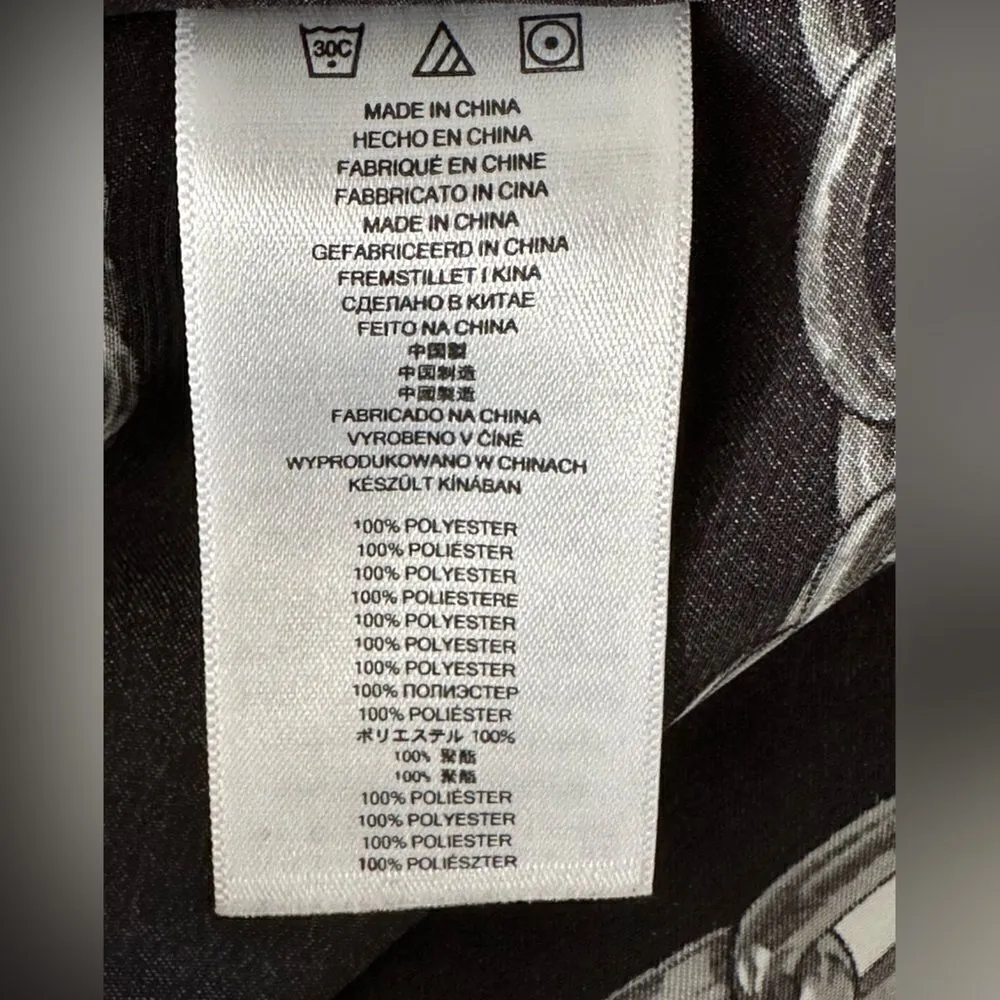 30C
MADE IN CHINA
HECHO EN CHINA
FABRIQUÉ EN CHINE
FABBRICATO IN CINA
MADE IN CHINA
GEFABRICEERD IN CHINA
FREMSTILLET I KINA
СДЕЛАНО В КИТАЕ
FEITO NA CHINA
中国製
中国制造
中國製造
FABRICADO NA CHINA
VYROBENO V ČÍNĚ
WYPRODUKOWANO W CHINACH
KÉSZÜLT KÍNÁBAN
100% POLYESTER
100% POLIÉSTER
100% POLYESTER
100% POLIESTERE
100% POLYESTER
100% POLYESTER
100% POLYESTER
100% ПОЛИЭСТЕР
100% POLIÉSTER
ポリエステル 100%
100% 聚酯
100% 聚酯
100% POLIÉSTER
100% POLYESTER
100% POLIESTER
100% POLIÉSZTER